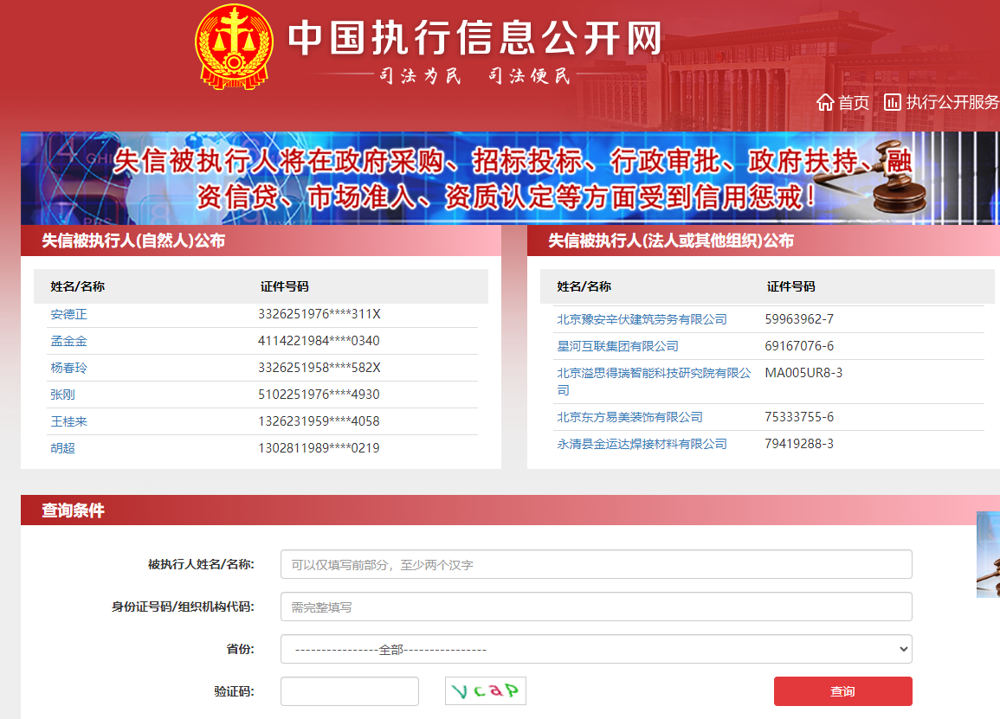 中国执行信息公开网
司法为民 司法便民
首页 执行公开服务
失信被执行人将在政府采购、招标投标、行政审批、政府扶持、融
资信贷、市场准入、资质认定等方面受到信用惩戒!
失信被执行人(自然人)公布
姓名/名称 证件号码
安德正 3326251976****311X
孟金金 4114221984****0340
杨春玲 3326251958****582X
张刚 5102251976****4930
王桂来 1326231959****4058
胡超 1302811989****0219
失信被执行人(法人或其他组织)公布
姓名/名称 证件号码
北京豫安辛伏建筑劳务有限公司 59963962-7
星河互联集团有限公司 69167076-6
北京溢思得瑞智能科技研究院有限公 MA005UR8-3
司
北京东方易美装饰有限公司 75333755-6
永清县金运达焊接材料有限公司 79419288-3
查询条件
被执行人姓名/名称: 可以仅填写前部分，至少两个汉字
身份证号码/组织机构代码: 需完整填写
省份: ----------------全部----------------
验证码: vcap 查询